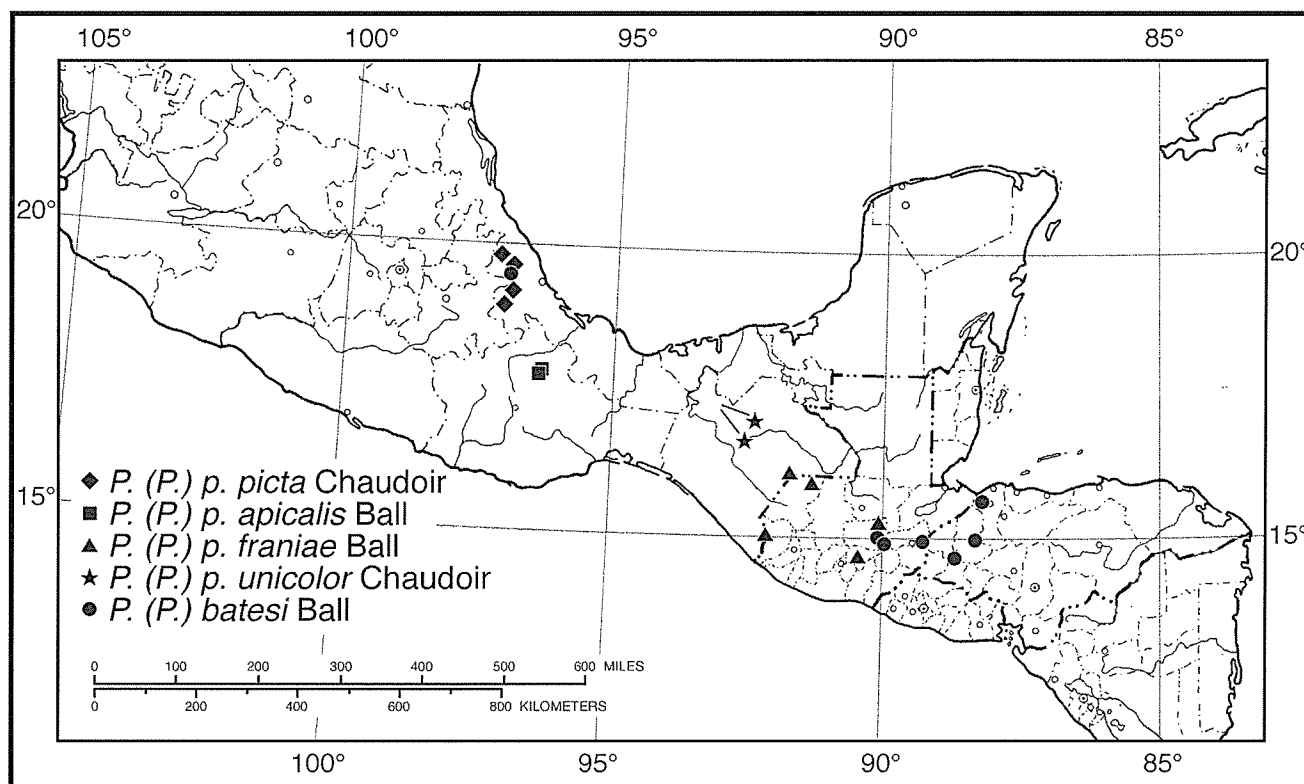 105° 100° 95° 90° 85°
20° 20°
◆ P. (P.) p. picta Chaudoir
■ P. (P.) p. apicalis Ball
▲ P. (P.) p. franiae Ball
★ P. (P.) p. unicolor Chaudoir
● P. (P.) batesi Ball
15° 15°
0 100 200 300 400 500 600 MILES
0 200 400 600 800 KILOMETERS
100° 95° 90° 85°